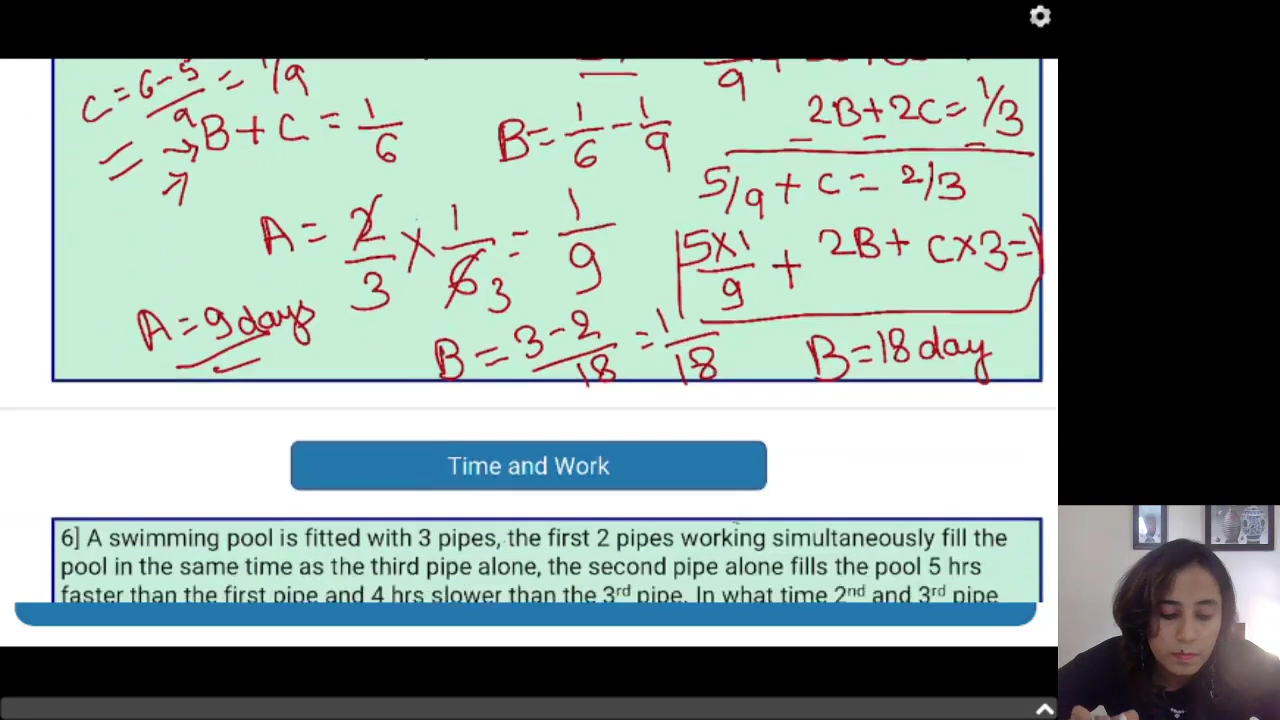 C = 6-5/9 = 1/9
2B+2C = 1/3
→ B + C = 1/6
B = 1/6 - 1/9
5/9 + C = 2/3
A = 2/3 × 1/6 3 = 1/9
5×1/9 + 2B + C×3 = 1
A = 9 days
B = 3-2/18 = 1/18
B = 18 day
Time and Work
6] A swimming pool is fitted with 3 pipes, the first 2 pipes working simultaneously fill the
pool in the same time as the third pipe alone, the second pipe alone fills the pool 5 hrs
faster than the first pipe and 4 hrs slower than the 3rd pipe. In what time 2nd and 3rd pipe